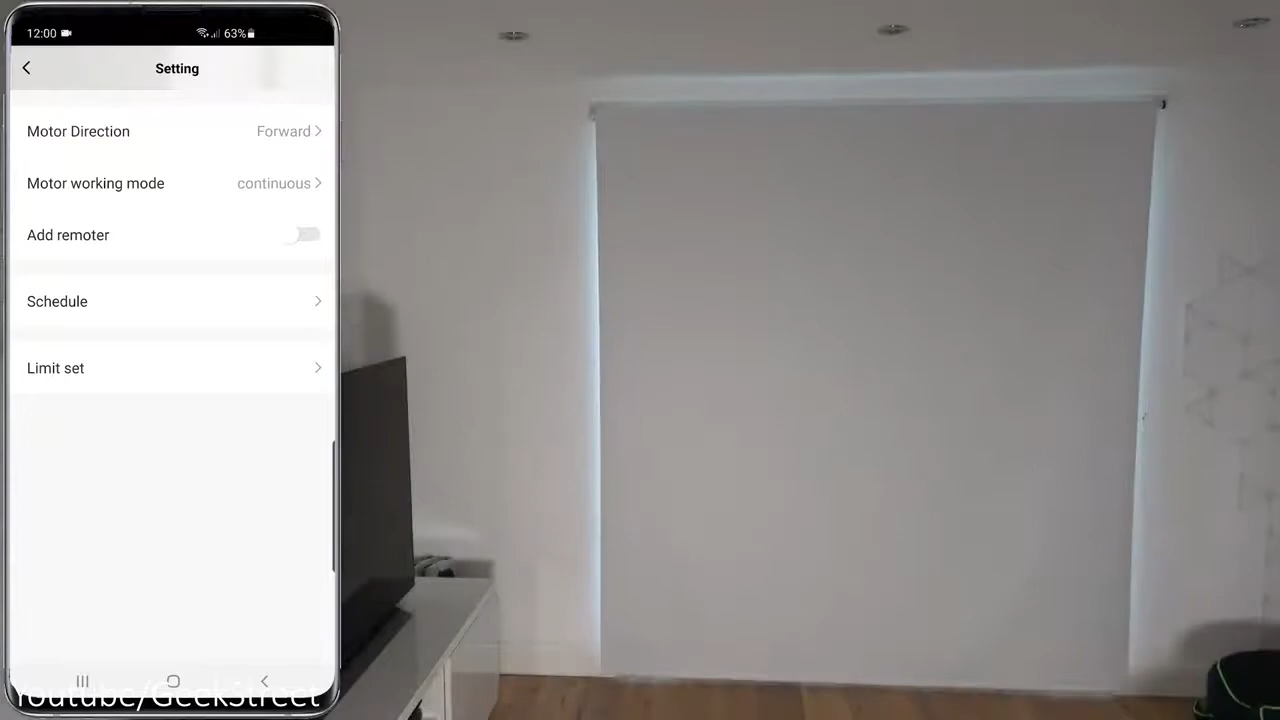 12:00
63%
Setting
Motor Direction
Forward
Motor working mode
continuous
Add remoter
Schedule
Limit set
Youtube/GeekStreet